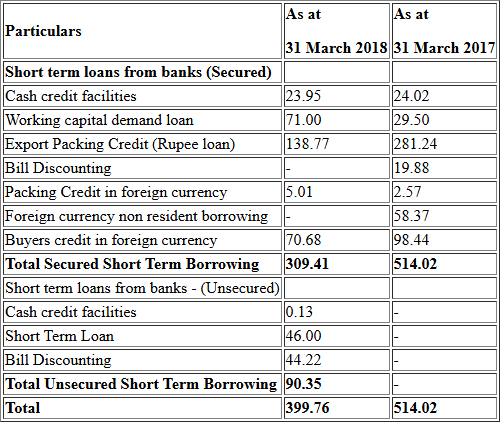 Particulars As at 31 March 2018 As at 31 March 2017
Short term loans from banks (Secured)
Cash credit facilities 23.95 24.02
Working capital demand loan 71.00 29.50
Export Packing Credit (Rupee loan) 138.77 281.24
Bill Discounting - 19.88
Packing Credit in foreign currency 5.01 2.57
Foreign currency non resident borrowing - 58.37
Buyers credit in foreign currency 70.68 98.44
Total Secured Short Term Borrowing 309.41 514.02
Short term loans from banks - (Unsecured)
Cash credit facilities 0.13 -
Short Term Loan 46.00 -
Bill Discounting 44.22 -
Total Unsecured Short Term Borrowing 90.35 -
Total 399.76 514.02